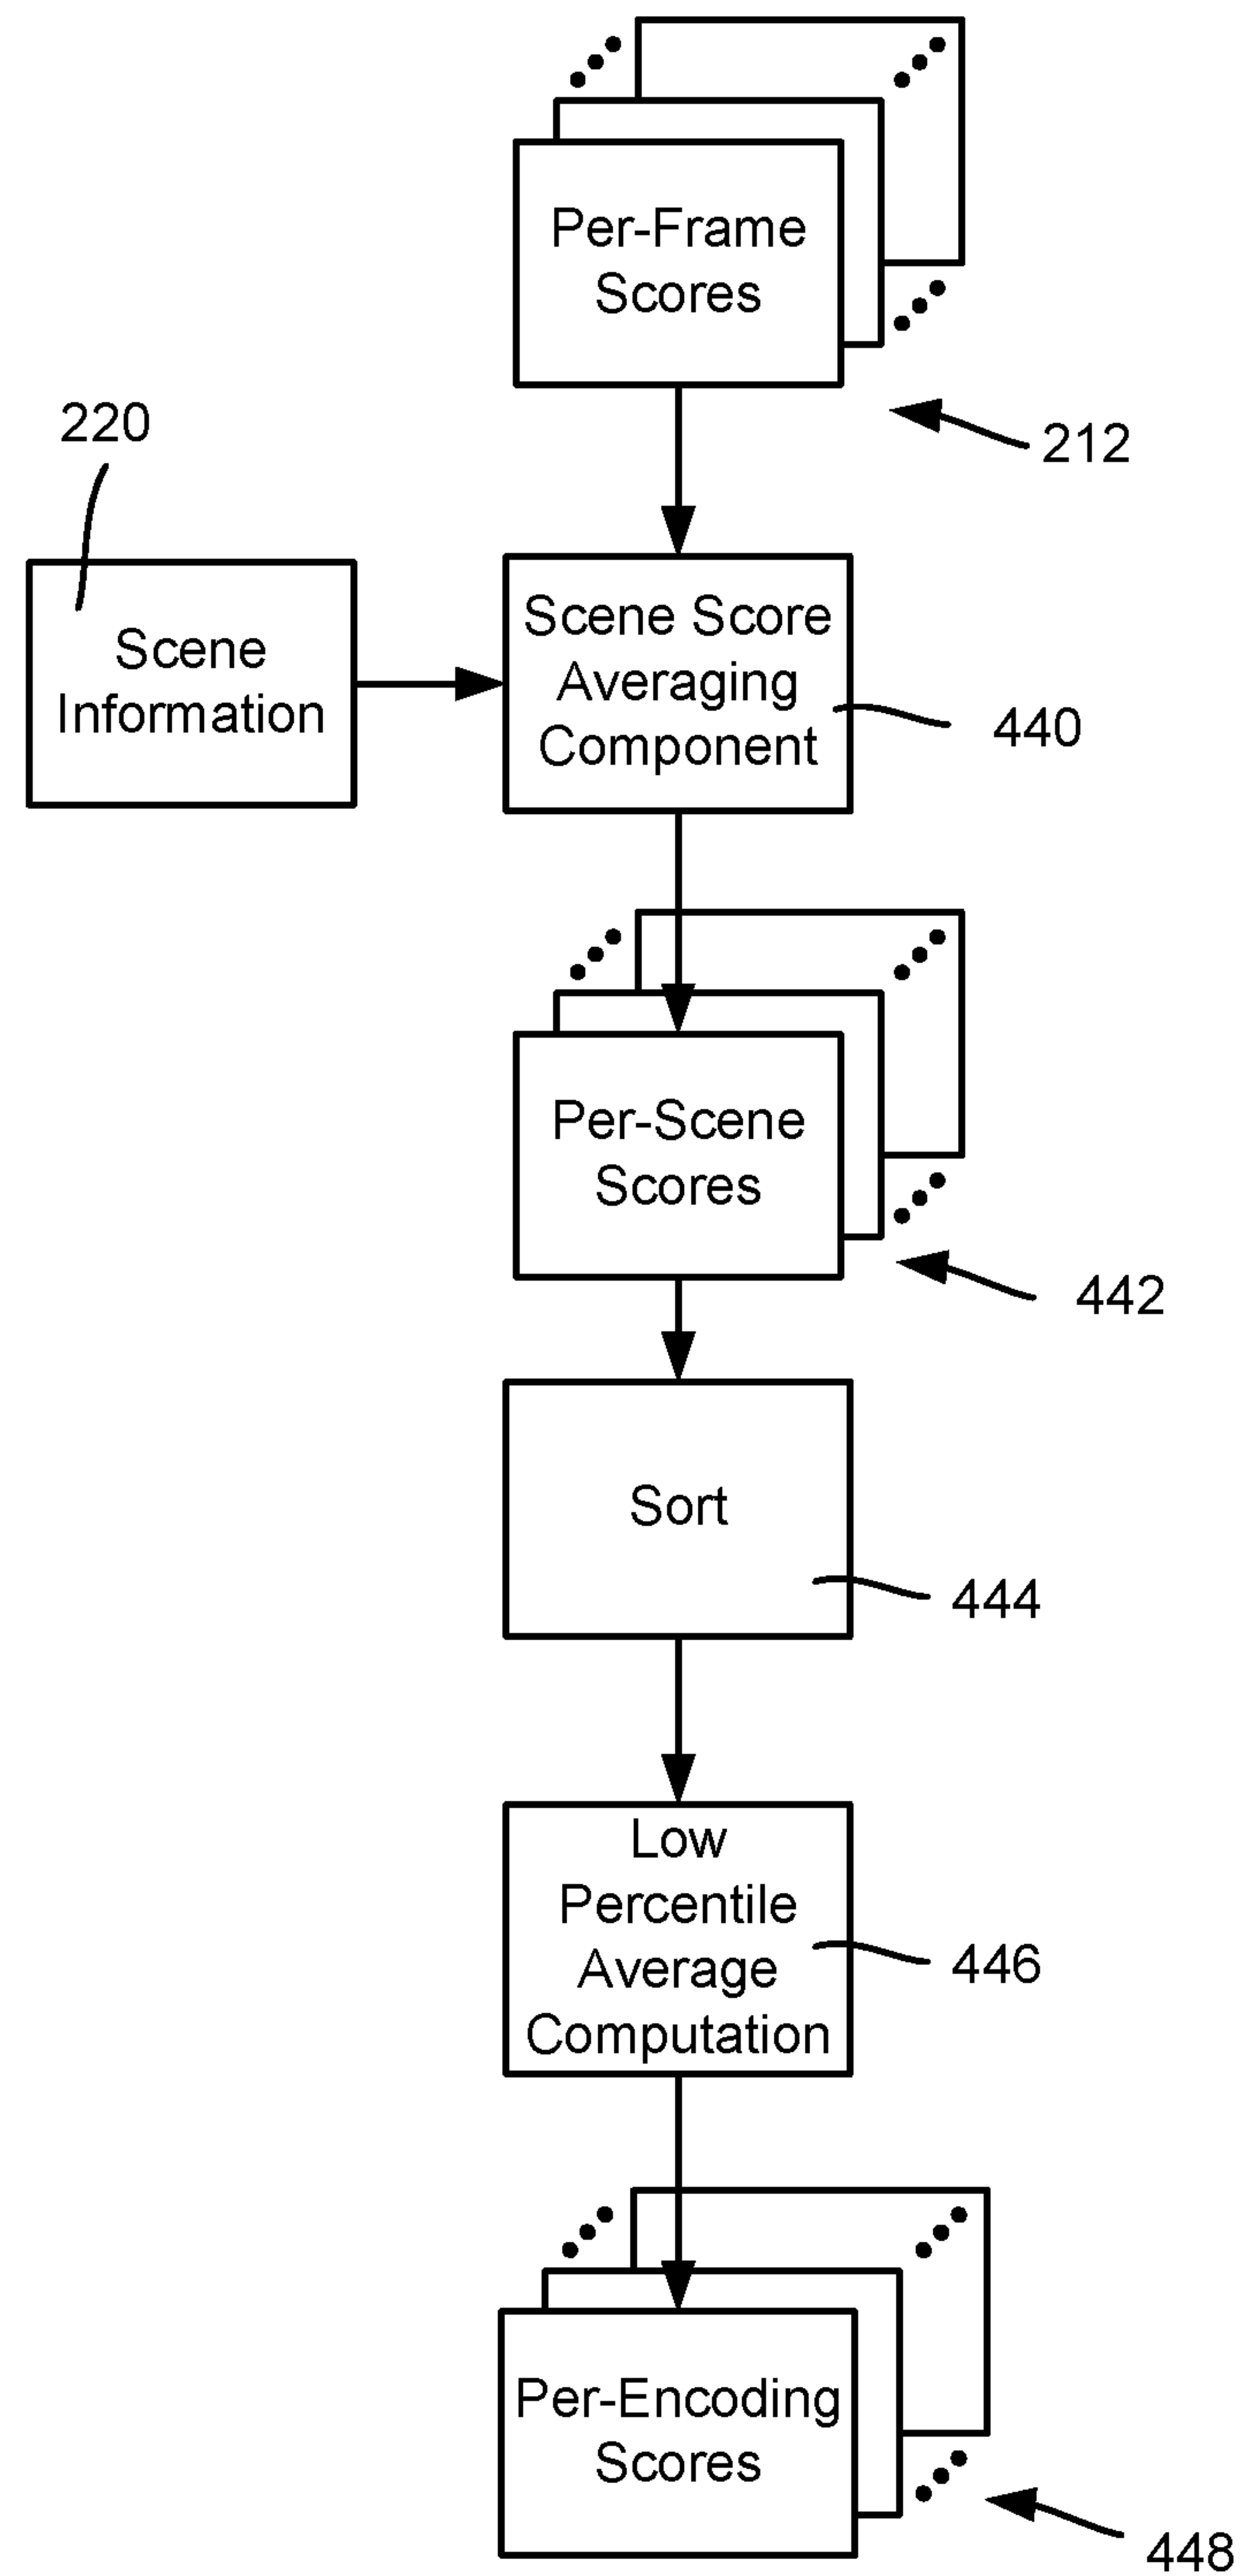 Per-Frame
Scores
212
220
Scene
Information
Scene Score
Averaging
Component
440
Per-Scene
Scores
442
Sort
444
Low
Percentile
Average
Computation
446
Per-Encoding
Scores
448